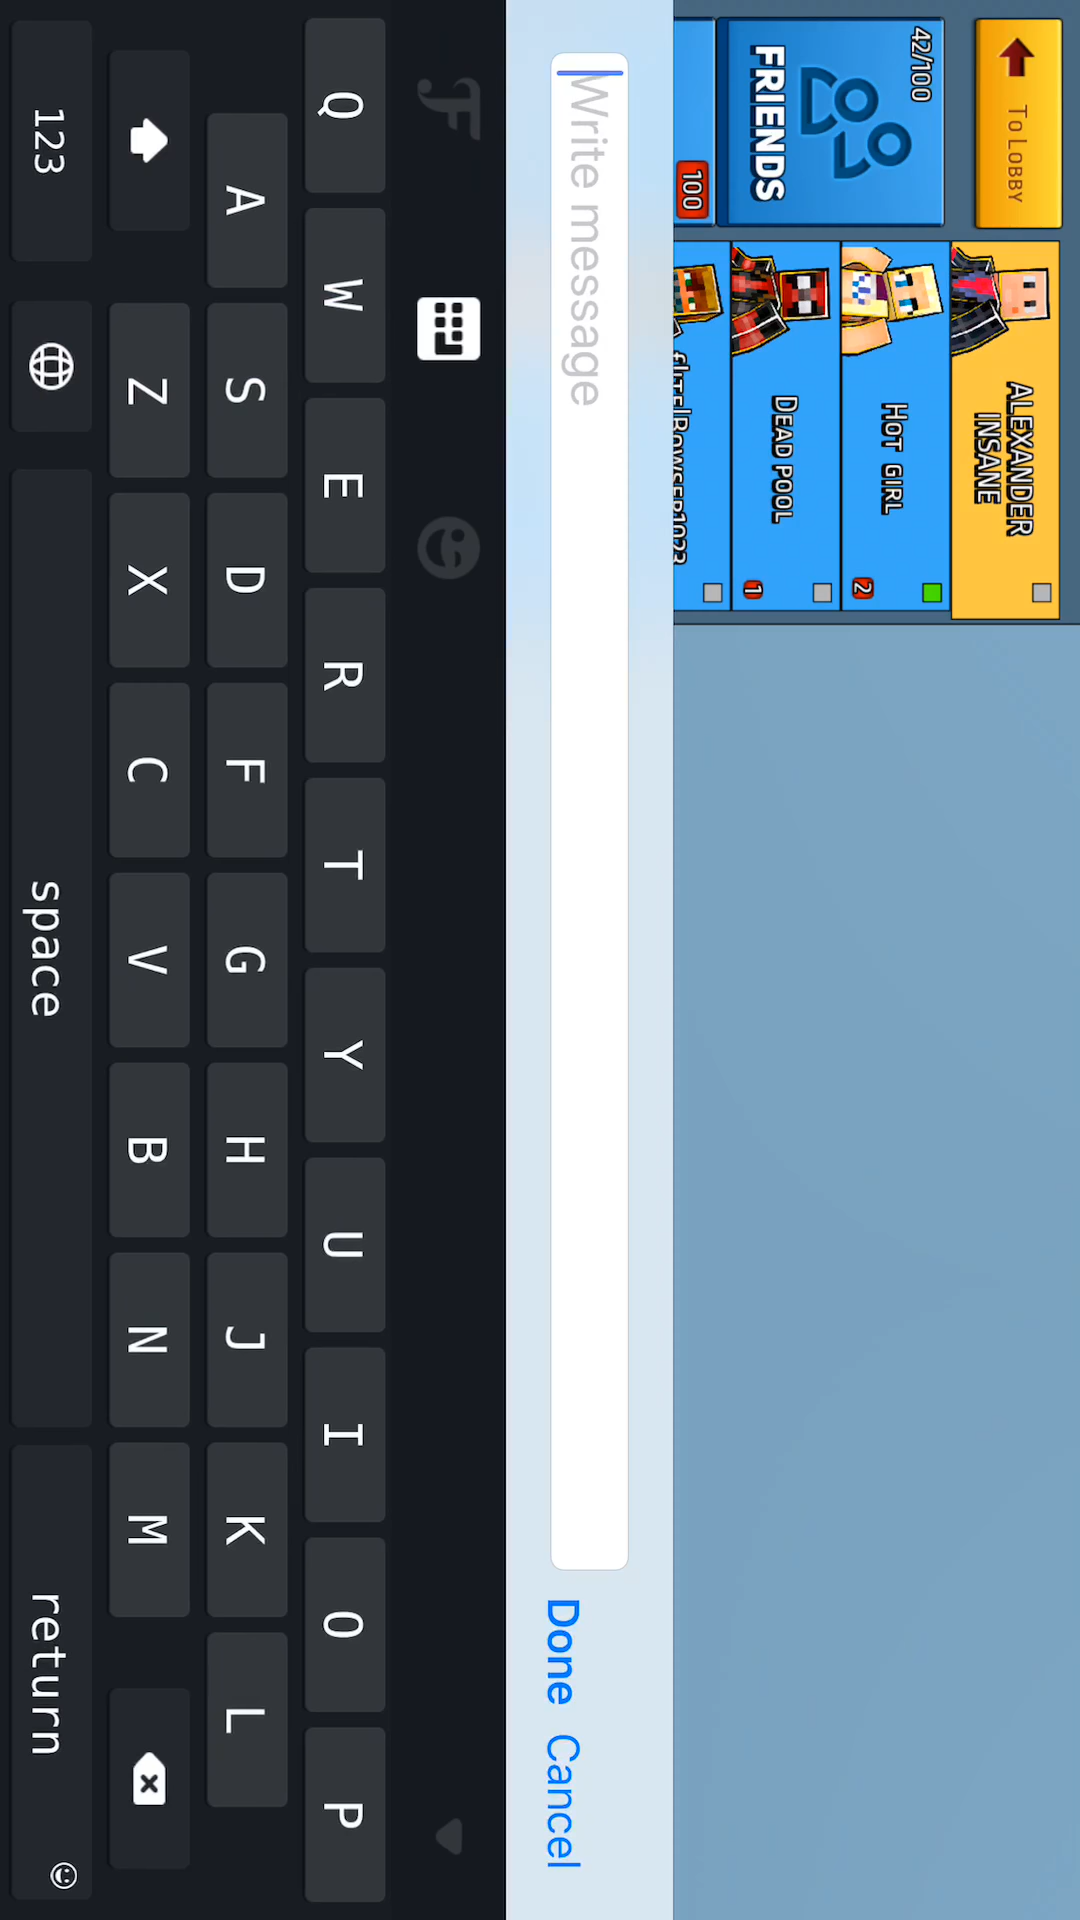 To Lobby
42/100
FRIENDS
100
ALEXANDER
INSANE
Hot girl
2
Dead pool
1
Write message
Done Cancel
Q W E R T Y U I O P
A S D F G H J K L
Z X C V B N M
123 space return